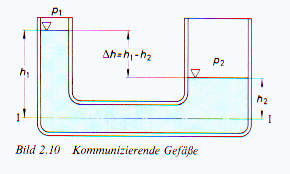 p₁
Δh = h₁ - h₂
p₂
h₁
h₂
I
I
Bild 2.10 Kommunizierende Gefäße